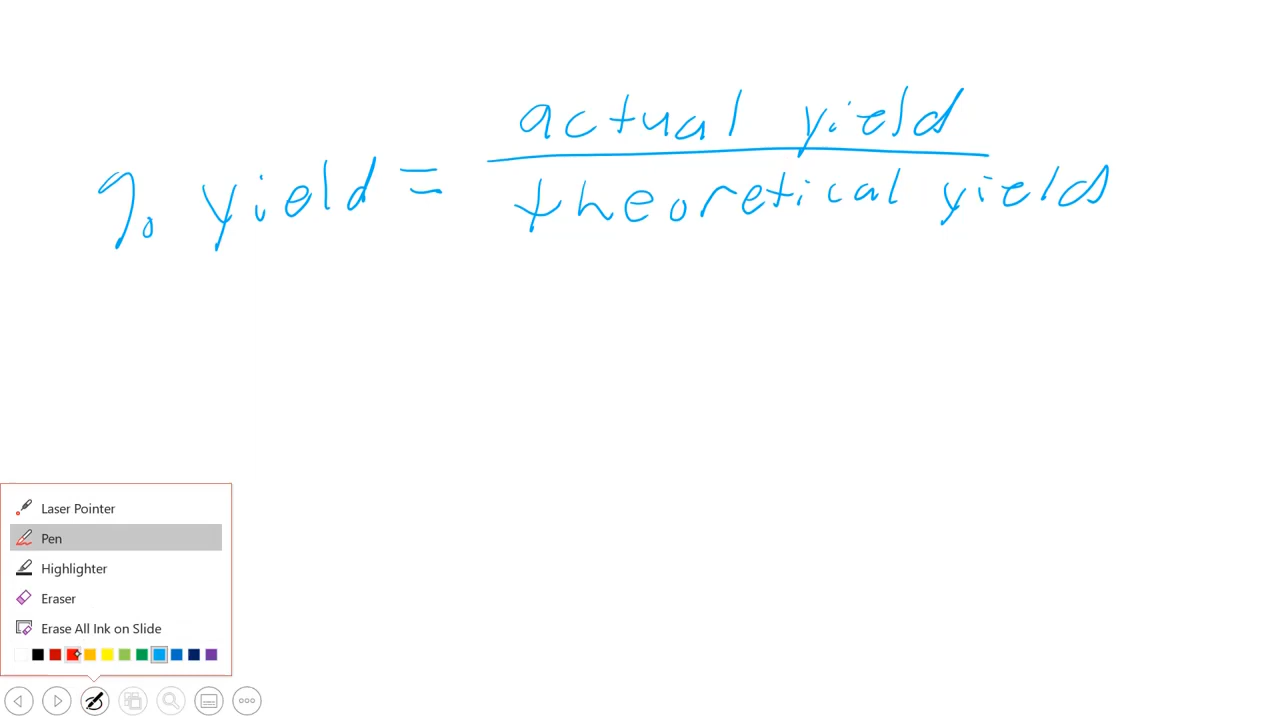 actual yield
% yield =
theoretical yield
Laser Pointer
Pen
Highlighter
Eraser
Erase All Ink on Slide